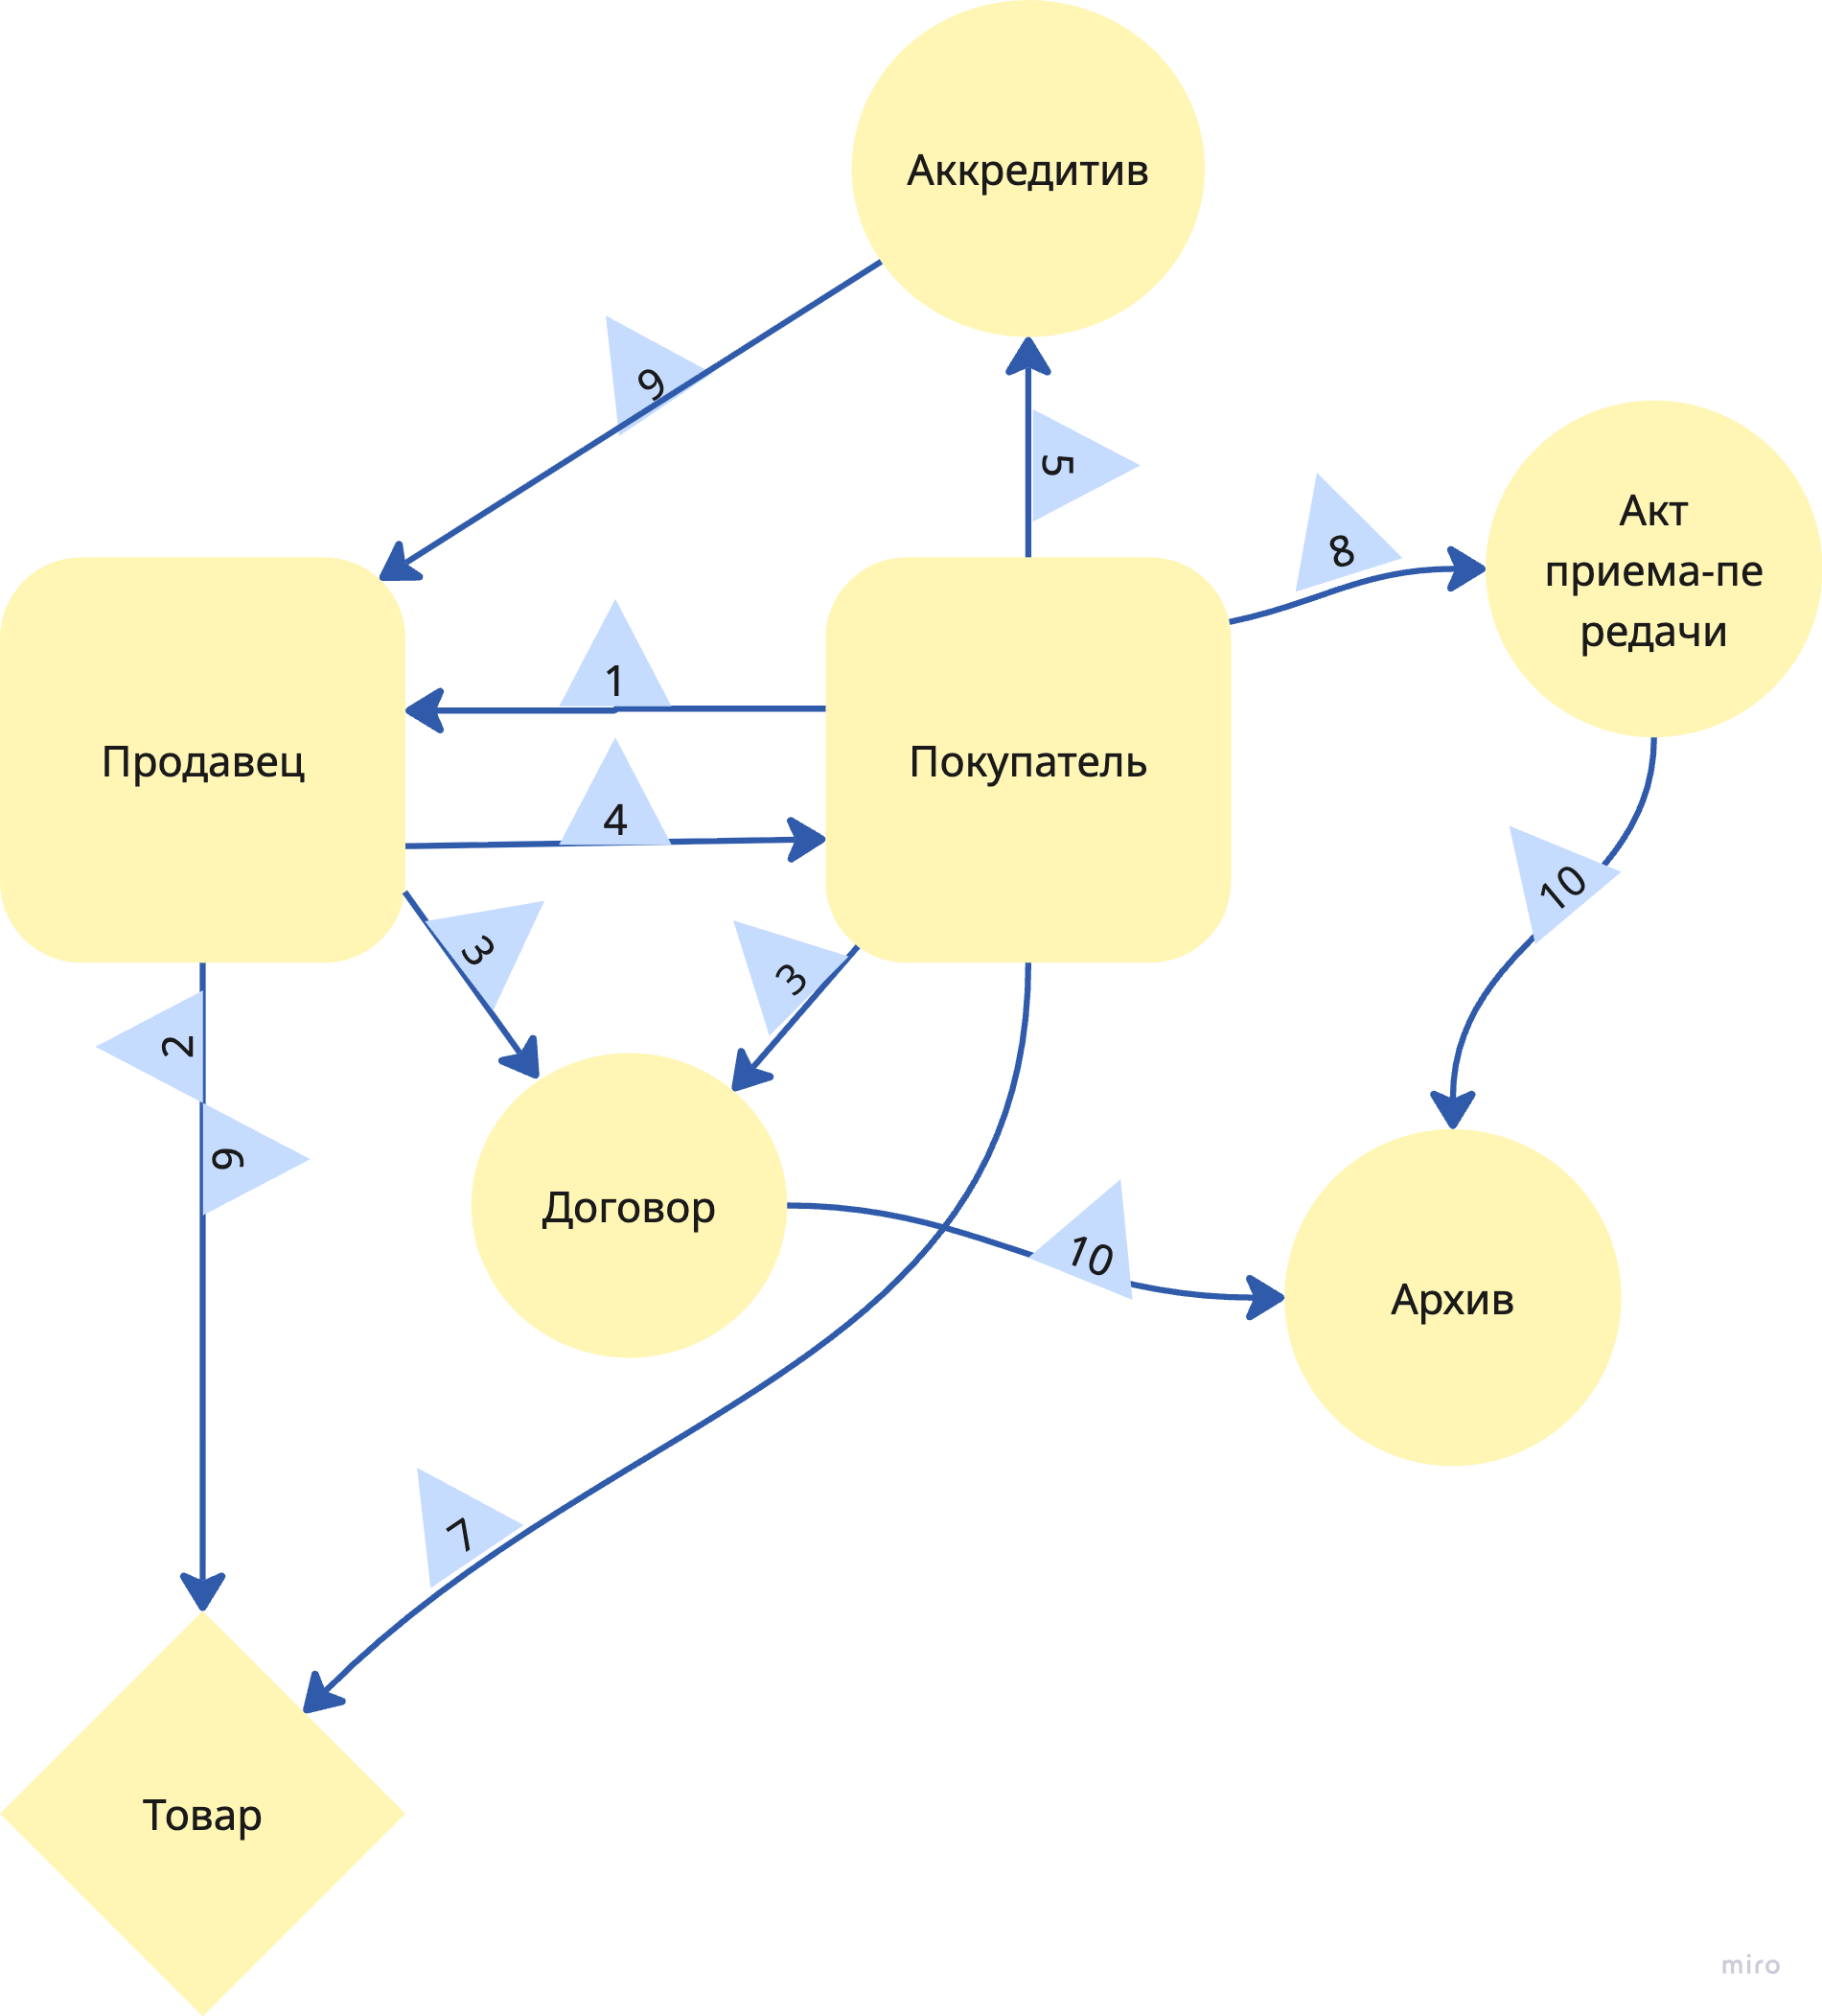 Аккредитив
9
5
Акт
приема-пе
редачи
8
1
Продавец
Покупатель
4
10
3
3
2
6
Договор
10
Архив
7
Товар
miro